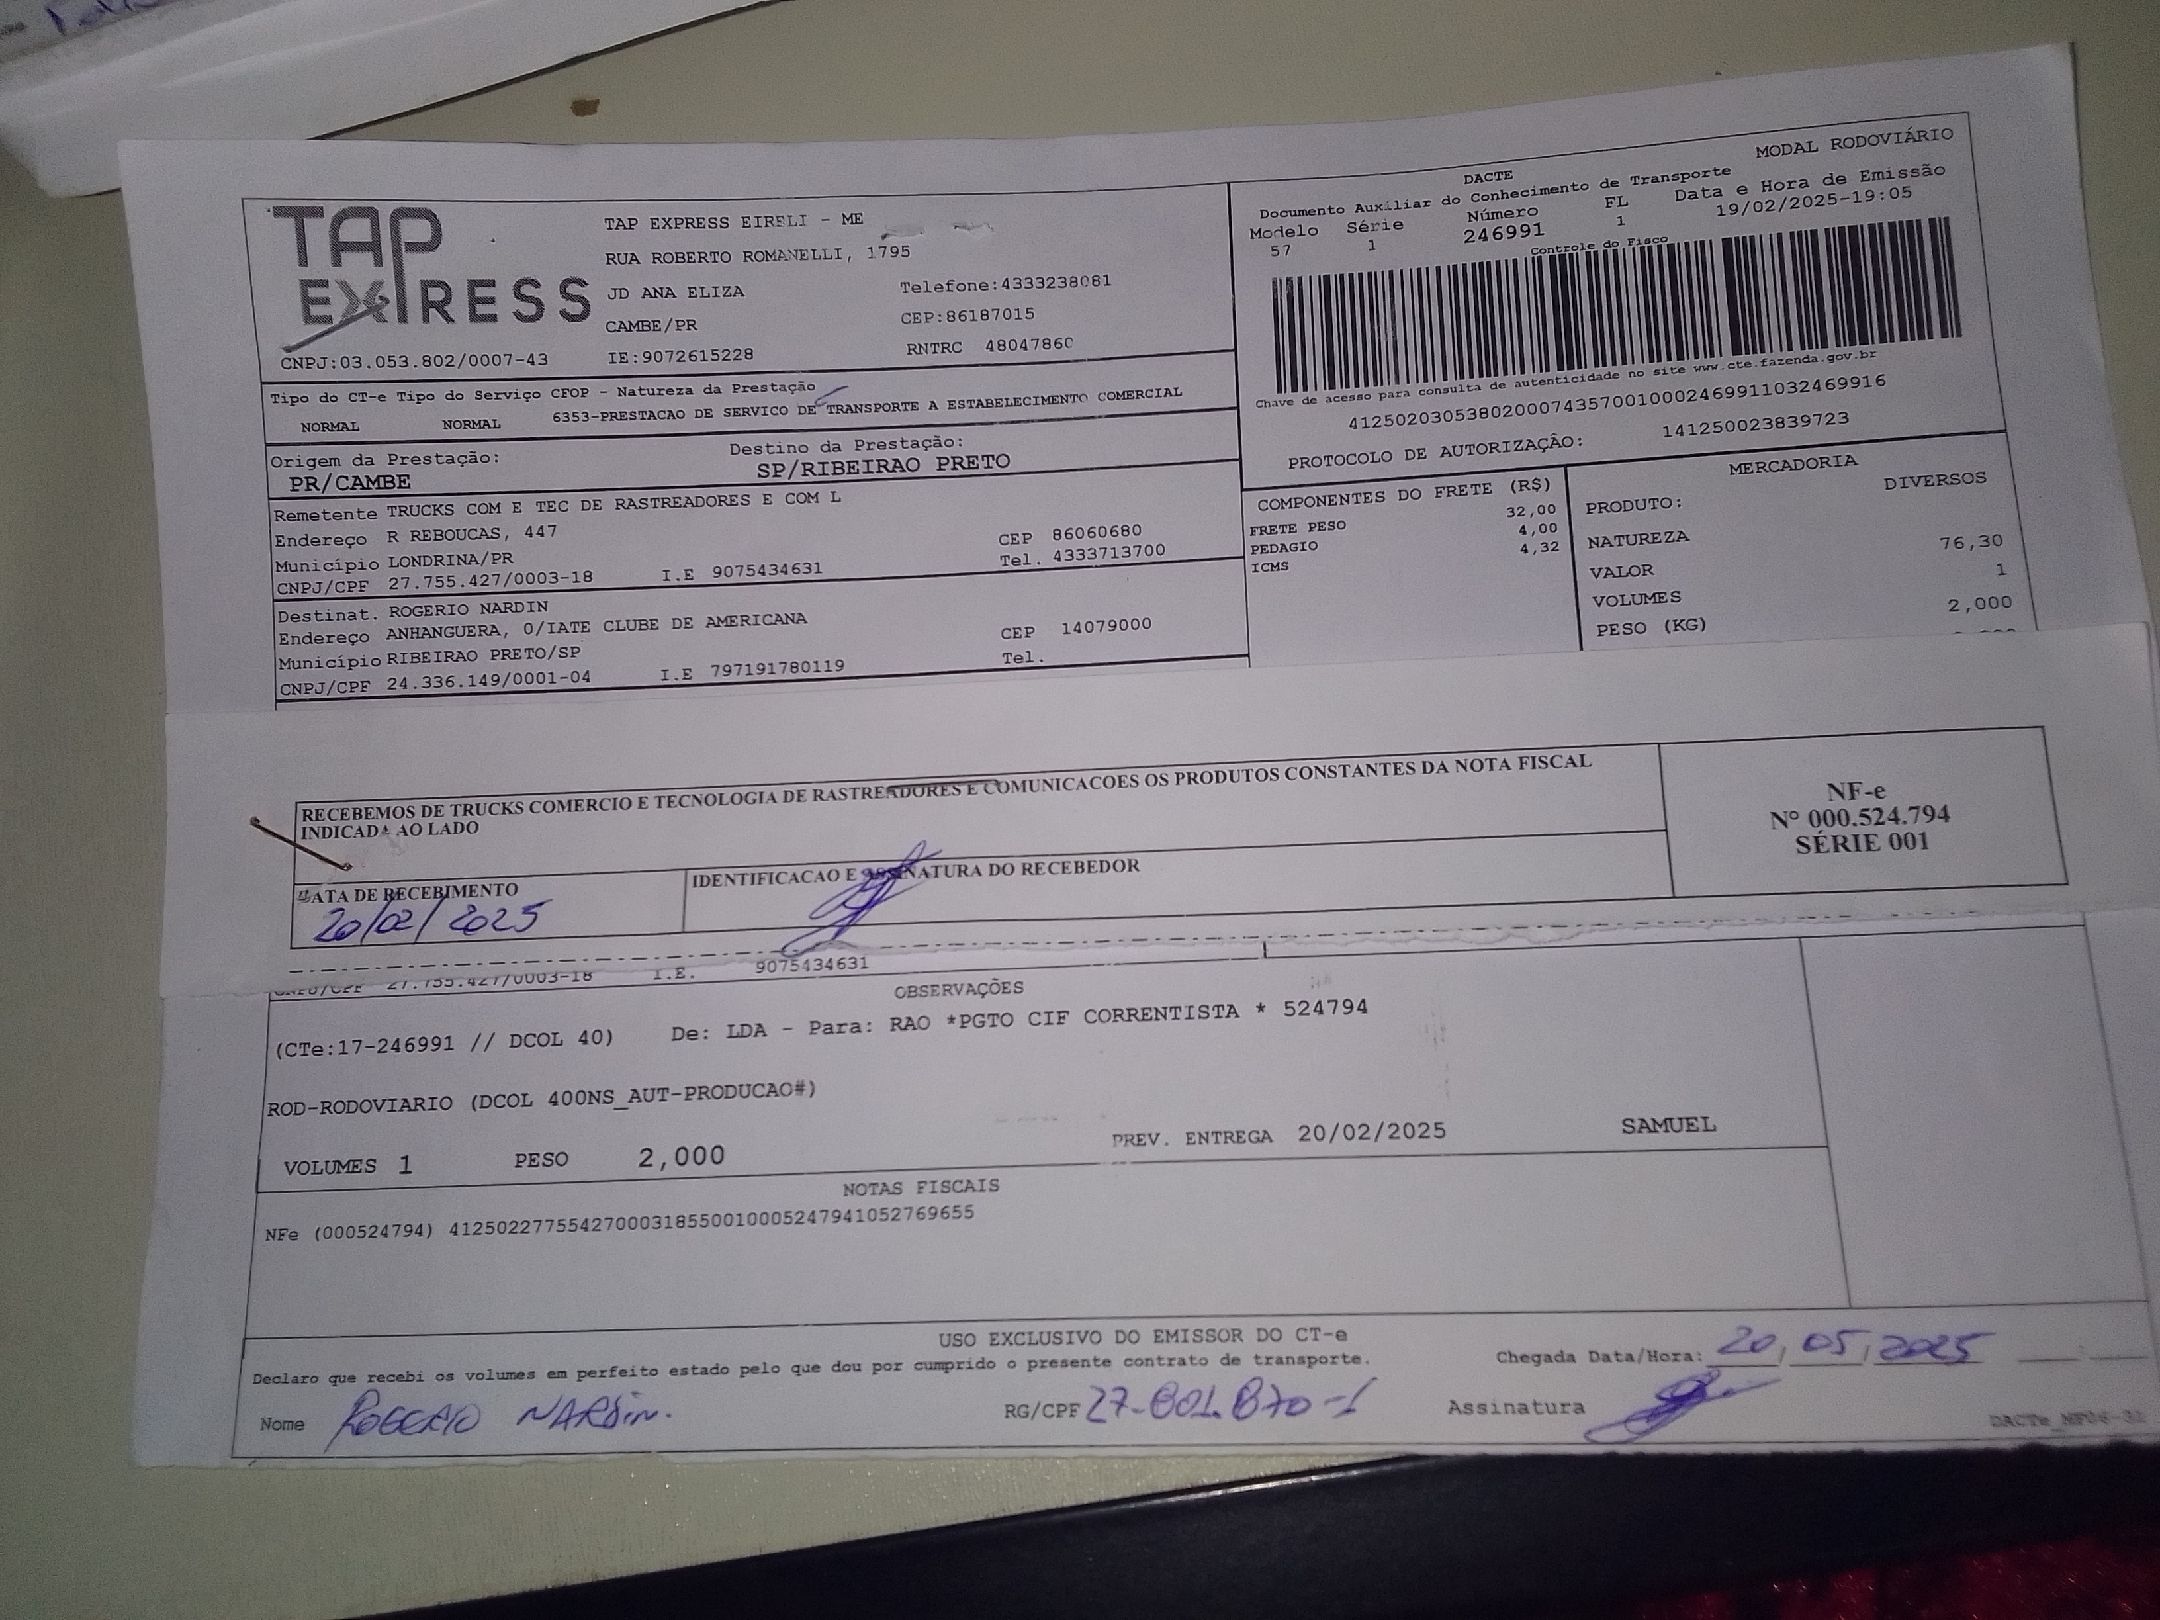 TAP
EXPRESS
TAP EXPRESS EIRELI - ME
RUA ROBERTO ROMANELLI, 1795
JD ANA ELIZA Telefone:4333238081
CAMBE/PR CEP:86187015
CNPJ:03.053.802/0007-43 IE:9072615228 RNTRC 48047860
MODAL RODOVIÁRIO
DACTE
Documento Auxiliar do Conhecimento de Transporte
Modelo Série Número FL Data e Hora de Emissão
57 1 246991 1 19/02/2025-19:05
Controle do Fisco
Chave de acesso para consulta de autenticidade no site www.cte.fazenda.gov.br
41250203053802000743570010002469911032469916
PROTOCOLO DE AUTORIZAÇÃO: 141250023839723
Tipo do CT-e Tipo do Serviço CFOP - Natureza da Prestação
NORMAL NORMAL 6353-PRESTACAO DE SERVICO DE TRANSPORTE A ESTABELECIMENTO COMERCIAL
Origem da Prestação: Destino da Prestação:
PR/CAMBE SP/RIBEIRAO PRETO
Remetente TRUCKS COM E TEC DE RASTREADORES E COM L
Endereço R REBOUCAS, 447 CEP 86060680
Município LONDRINA/PR Tel. 4333713700
CNPJ/CPF 27.755.427/0003-18 I.E 9075434631
Destinat. ROGERIO NARDIN
Endereço ANHANGUERA, 0/IATE CLUBE DE AMERICANA CEP 14079000
Município RIBEIRAO PRETO/SP Tel.
CNPJ/CPF 24.336.149/0001-04 I.E 797191780119
COMPONENTES DO FRETE (R$)
FRETE PESO 32,00
PEDAGIO 4,00
ICMS 4,32
MERCADORIA
PRODUTO: DIVERSOS
NATUREZA
VALOR 76,30
VOLUMES 1
PESO (KG) 2,000
RECEBEMOS DE TRUCKS COMERCIO E TECNOLOGIA DE RASTREADORES E COMUNICACOES OS PRODUTOS CONSTANTES DA NOTA FISCAL
INDICADA AO LADO
NF-e
Nº 000.524.794
SÉRIE 001
DATA DE RECEBIMENTO IDENTIFICACAO E ASSINATURA DO RECEBEDOR
20/02/2025
CNPJ/CPF 27.755.427/0003-18 I.E. 9075434631
OBSERVAÇÕES
(CTe:17-246991 // DCOL 40) De: LDA - Para: RAO *PGTO CIF CORRENTISTA * 524794
ROD-RODOVIARIO (DCOL 400NS_AUT-PRODUCAO#)
VOLUMES 1 PESO 2,000 PREV. ENTREGA 20/02/2025 SAMUEL
NOTAS FISCAIS
NFe (000524794) 41250227755427000318550010005247941052769655
USO EXCLUSIVO DO EMISSOR DO CT-e
Declaro que recebi os volumes em perfeito estado pelo que dou por cumprido o presente contrato de transporte. Chegada Data/Hora: 20/05/2025
Nome ROGERIO NARDIN. RG/CPF 27.801.870-1 Assinatura